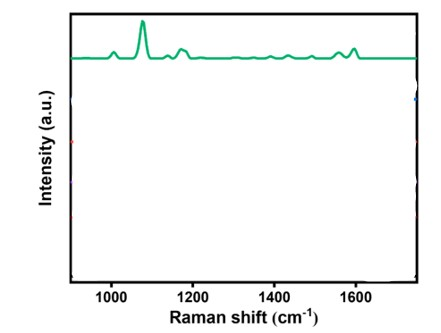 Intensity (a.u.)
1000 1200 1400 1600
Raman shift (cm⁻¹)